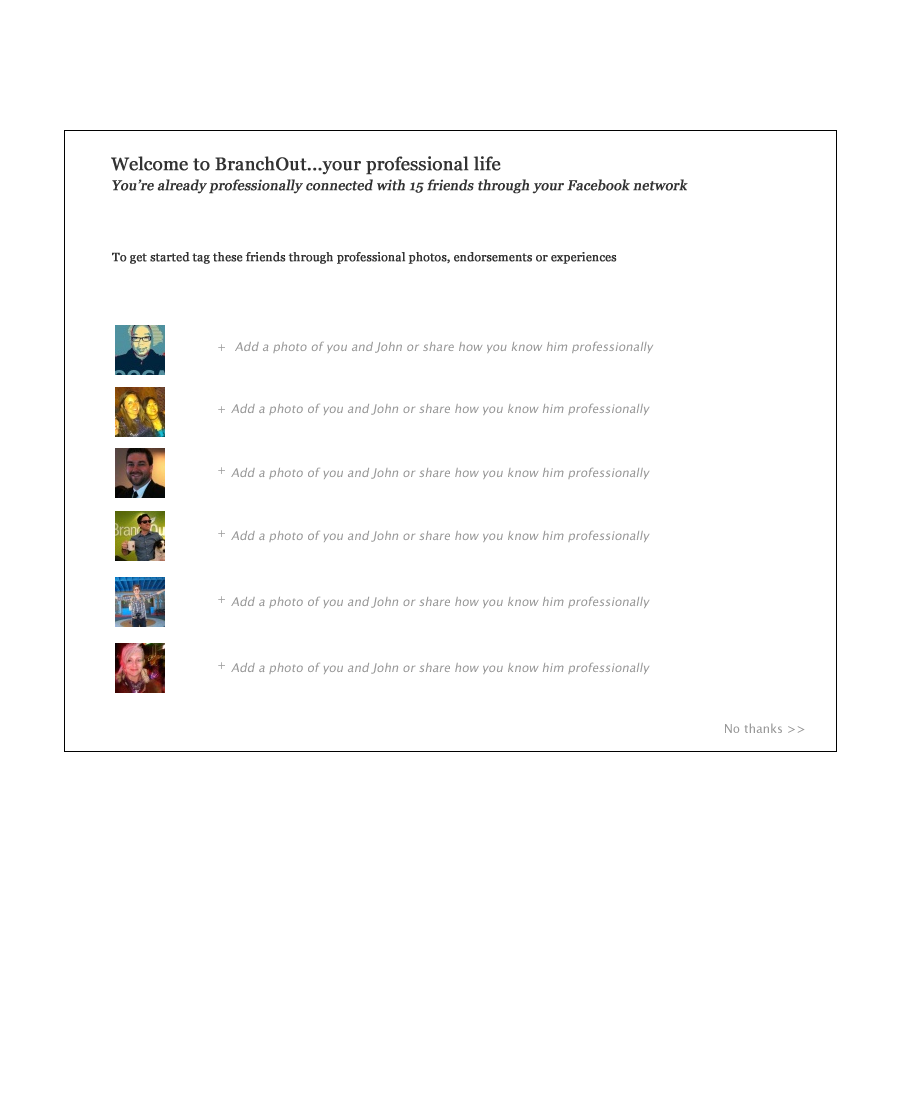 Welcome to BranchOut...your professional life
You're already professionally connected with 15 friends through your Facebook network
To get started tag these friends through professional photos, endorsements or experiences
+ Add a photo of you and John or share how you know him professionally
+ Add a photo of you and John or share how you know him professionally
+ Add a photo of you and John or share how you know him professionally
+ Add a photo of you and John or share how you know him professionally
+ Add a photo of you and John or share how you know him professionally
+ Add a photo of you and John or share how you know him professionally
No thanks >>